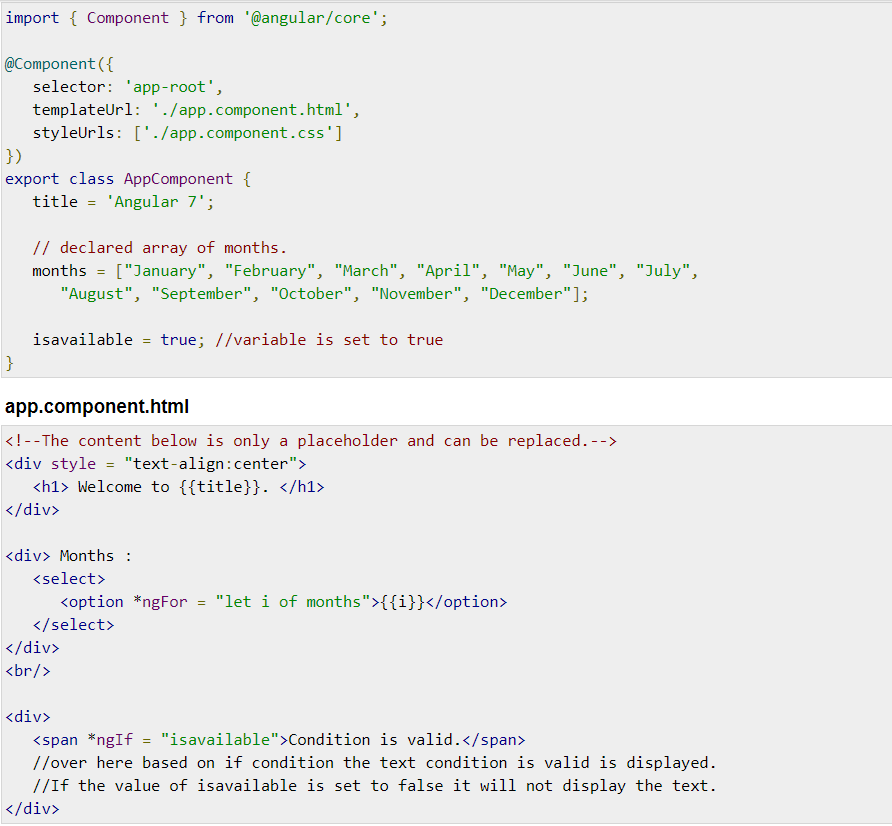 import { Component } from '@angular/core';
@Component({
selector: 'app-root',
templateUrl: './app.component.html',
styleUrls: ['./app.component.css']
})
export class AppComponent {
title = 'Angular 7';
// declared array of months.
months = ["January", "February", "March", "April", "May", "June", "July",
"August", "September", "October", "November", "December"];
isavailable = true; //variable is set to true
}
app.component.html
<!--The content below is only a placeholder and can be replaced.-->
<div style = "text-align:center">
<h1> Welcome to {{title}}. </h1>
</div>
<div> Months :
<select>
<option *ngFor = "let i of months">{{i}}</option>
</select>
</div>
<br/>
<div>
<span *ngIf = "isavailable">Condition is valid.</span>
//over here based on if condition the text condition is valid is displayed.
//If the value of isavailable is set to false it will not display the text.
</div>